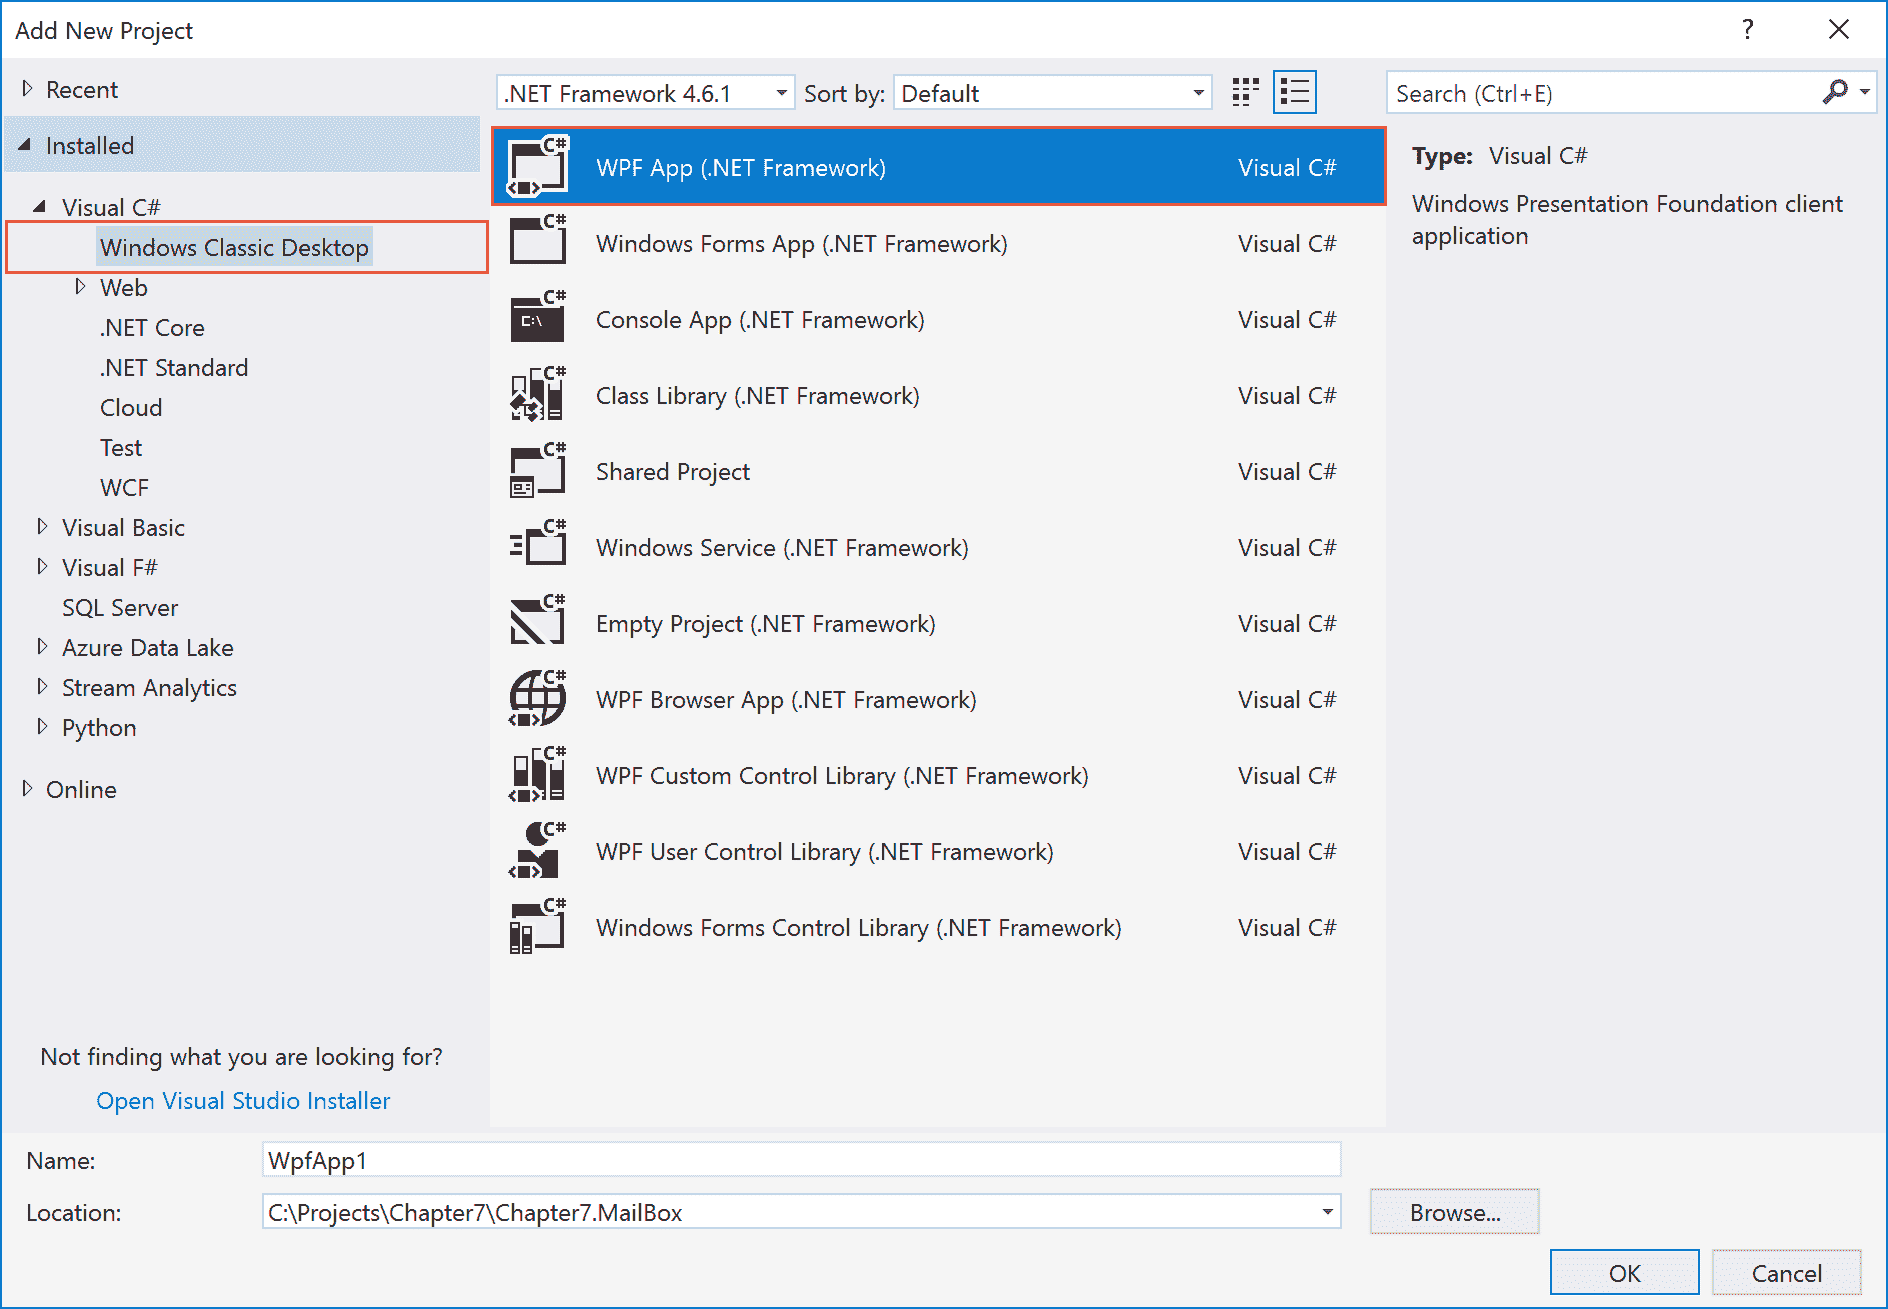 Add New Project
?
Recent
Installed
Visual C#
Windows Classic Desktop
Web
.NET Core
.NET Standard
Cloud
Test
WCF
Visual Basic
Visual F#
SQL Server
Azure Data Lake
Stream Analytics
Python
Online
Not finding what you are looking for?
Open Visual Studio Installer
.NET Framework 4.6.1 Sort by: Default
C# WPF App (.NET Framework) Visual C#
C# Windows Forms App (.NET Framework) Visual C#
C# C:\ Console App (.NET Framework) Visual C#
C# Class Library (.NET Framework) Visual C#
C# Shared Project Visual C#
C# Windows Service (.NET Framework) Visual C#
C# Empty Project (.NET Framework) Visual C#
C# WPF Browser App (.NET Framework) Visual C#
C# WPF Custom Control Library (.NET Framework) Visual C#
C# WPF User Control Library (.NET Framework) Visual C#
C# Windows Forms Control Library (.NET Framework) Visual C#
Search (Ctrl+E)
Type: Visual C#
Windows Presentation Foundation client
application
Name: WpfApp1
Location: C:\Projects\Chapter7\Chapter7.MailBox Browse...
OK Cancel